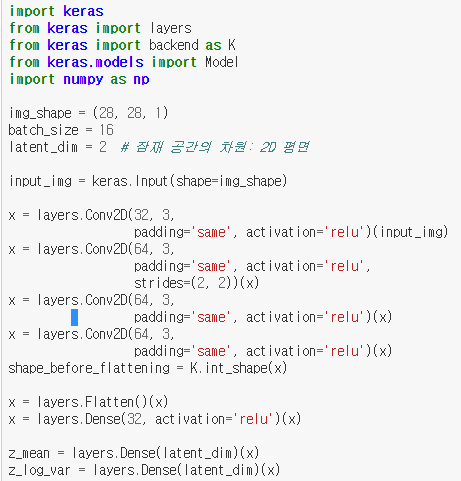 import keras
from keras import layers
from keras import backend as K
from keras.models import Model
import numpy as np

img_shape = (28, 28, 1)
batch_size = 16
latent_dim = 2  # 잠재 공간의 차원: 2D 평면

input_img = keras.Input(shape=img_shape)

x = layers.Conv2D(32, 3,
                  padding='same', activation='relu')(input_img)
x = layers.Conv2D(64, 3,
                  padding='same', activation='relu',
                  strides=(2, 2))(x)
x = layers.Conv2D(64, 3,
                  padding='same', activation='relu')(x)
x = layers.Conv2D(64, 3,
                  padding='same', activation='relu')(x)
shape_before_flattening = K.int_shape(x)

x = layers.Flatten()(x)
x = layers.Dense(32, activation='relu')(x)

z_mean = layers.Dense(latent_dim)(x)
z_log_var = layers.Dense(latent_dim)(x)